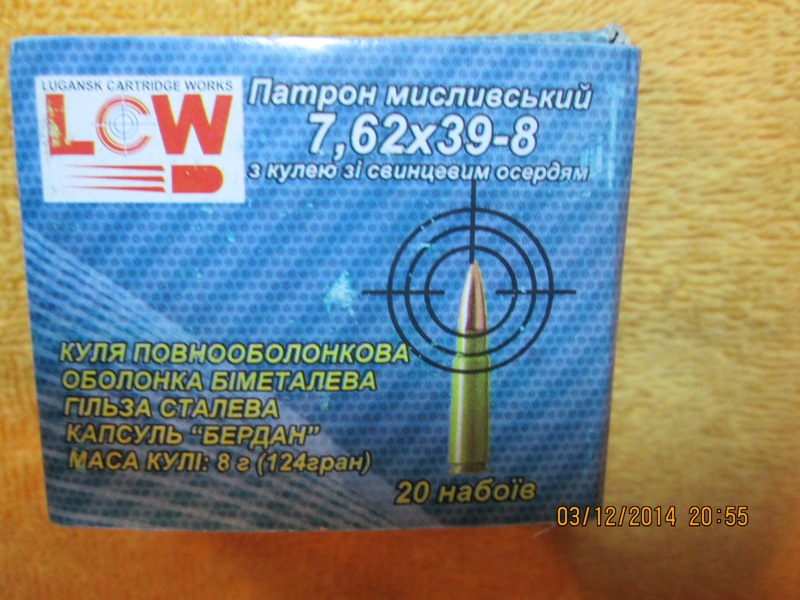 LUGANSK CARTRIDGE WORKS
LCW
Патрон мисливський
7,62x39-8
з кулею зі свинцевим осердям
КУЛЯ ПОВНООБОЛОНКОВА
ОБОЛОНКА БІМЕТАЛЕВА
ГІЛЬЗА СТАЛЕВА
КАПСУЛЬ "БЕРДАН"
МАСА КУЛІ: 8 г (124гран)
20 набоїв
03/12/2014 20:55